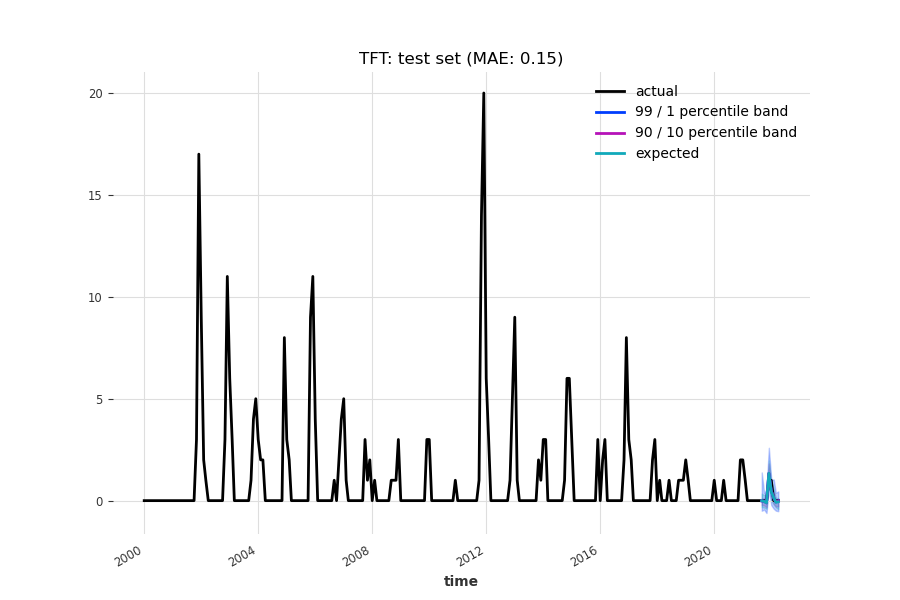 TFT: test set (MAE: 0.15)
actual
99 / 1 percentile band
90 / 10 percentile band
expected
20
15
10
5
0
2000
2004
2008
2012
2016
2020
time